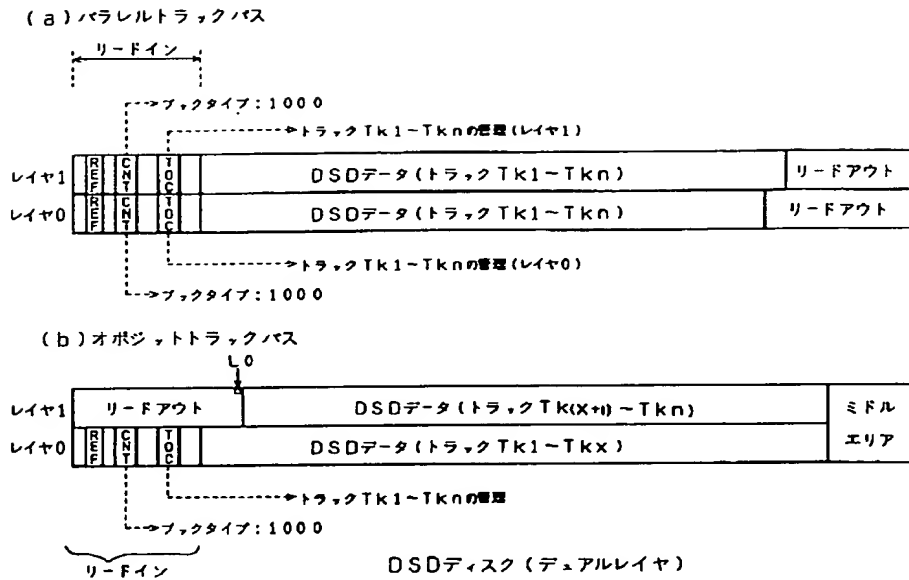 (a)パラレルトラックパス
リードイン
ブックタイプ:1000
トラックTk1~Tknの管理(レイヤ1)
レイヤ1 REF CNT TOC DSDデータ(トラックTk1~Tkn) リードアウト
レイヤ0 REF CNT TOC DSDデータ(トラックTk1~Tkn) リードアウト
トラックTk1~Tknの管理(レイヤ0)
ブックタイプ:1000
(b)オポジットトラックパス
LO
レイヤ1 リードアウト DSDデータ(トラックTk(X+1)~Tkn) ミドル
レイヤ0 REF CNT TOC DSDデータ(トラックTk1~Tkx) エリア
トラックTk1~Tknの管理
ブックタイプ:1000
リードイン DSDディスク(デュアルレイヤ)